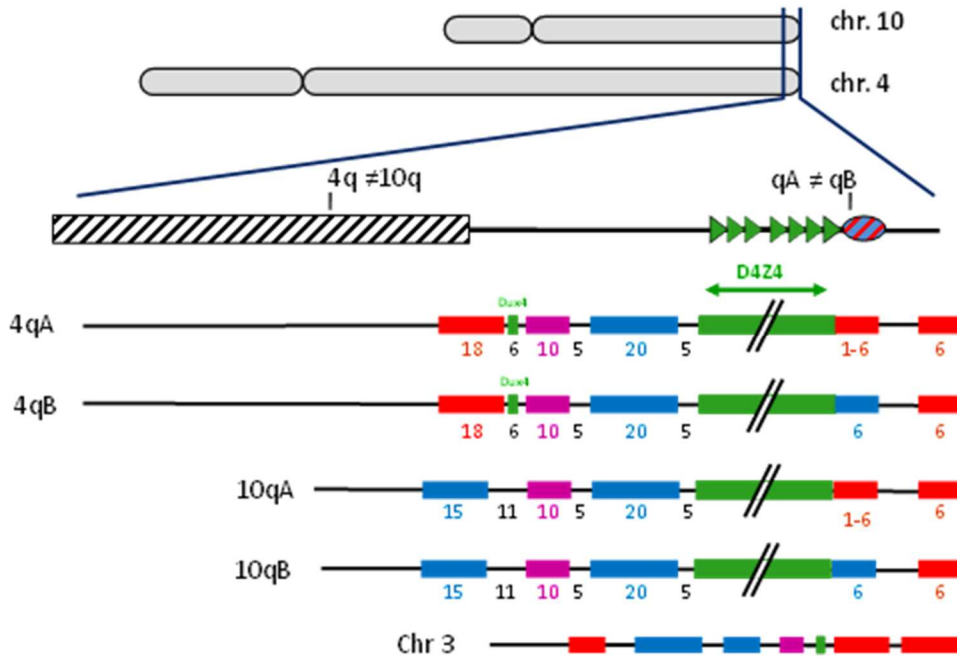 chr. 10
chr. 4
4q ≠10q
qA ≠ qB
D4Z4
Dux4
4qA
18 6 10 5 20 5 1-6 6
Dux4
4qB
18 6 10 5 20 5 6 6
10qA
15 11 10 5 20 5 1-6 6
10qB
15 11 10 5 20 5 6 6
Chr 3